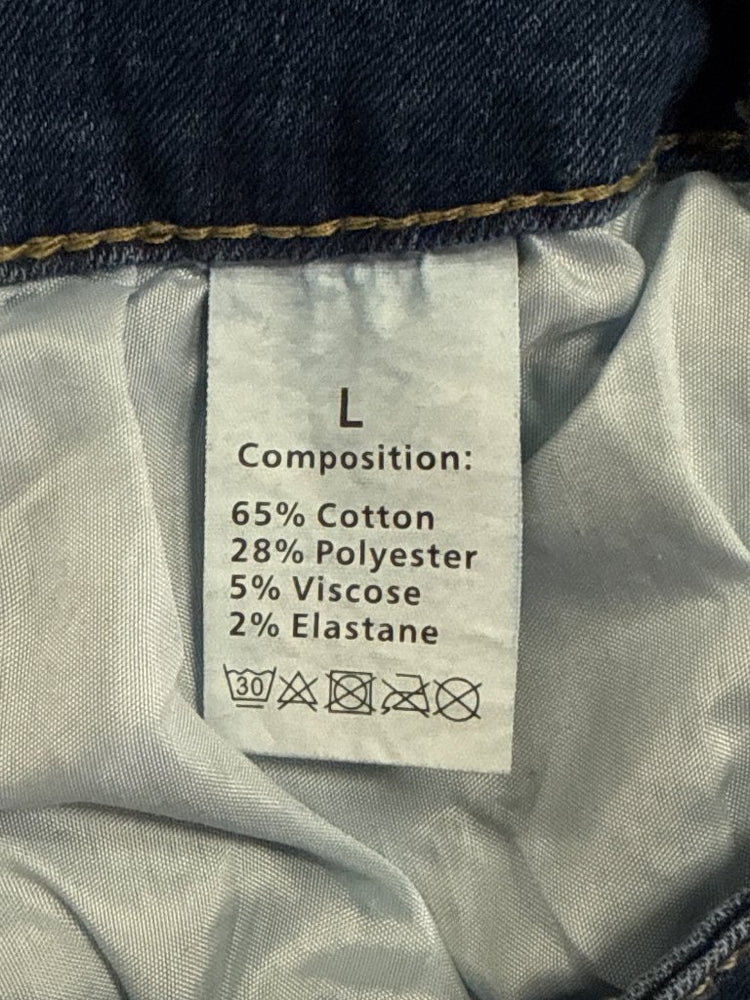 L
Composition:
65% Cotton
28% Polyester
5% Viscose
2% Elastane
30